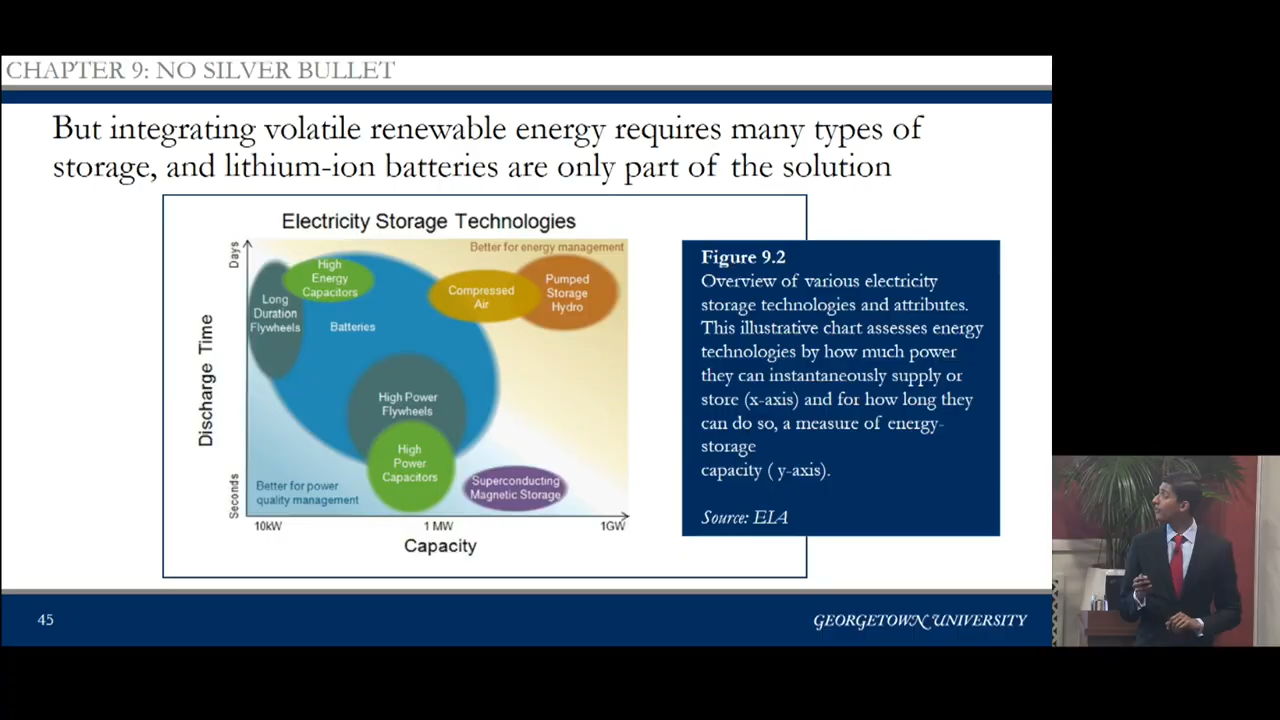 CHAPTER 9: NO SILVER BULLET
But integrating volatile renewable energy requires many types of
storage, and lithium-ion batteries are only part of the solution
Electricity Storage Technologies
Better for energy management
Days
Discharge Time
Seconds
Long
Duration
Flywheels
High
Energy
Capacitors
Batteries
Compressed
Air
Pumped
Storage
Hydro
High Power
Flywheels
High
Power
Capacitors
Superconducting
Magnetic Storage
Better for power
quality management
10kW
1 MW
1GW
Capacity
Figure 9.2
Overview of various electricity
storage technologies and attributes.
This illustrative chart assesses energy
technologies by how much power
they can instantaneously supply or
store (x-axis) and for how long they
can do so, a measure of energy-
storage
capacity ( y-axis).
Source: EIA
45
GEORGETOWN UNIVERSITY